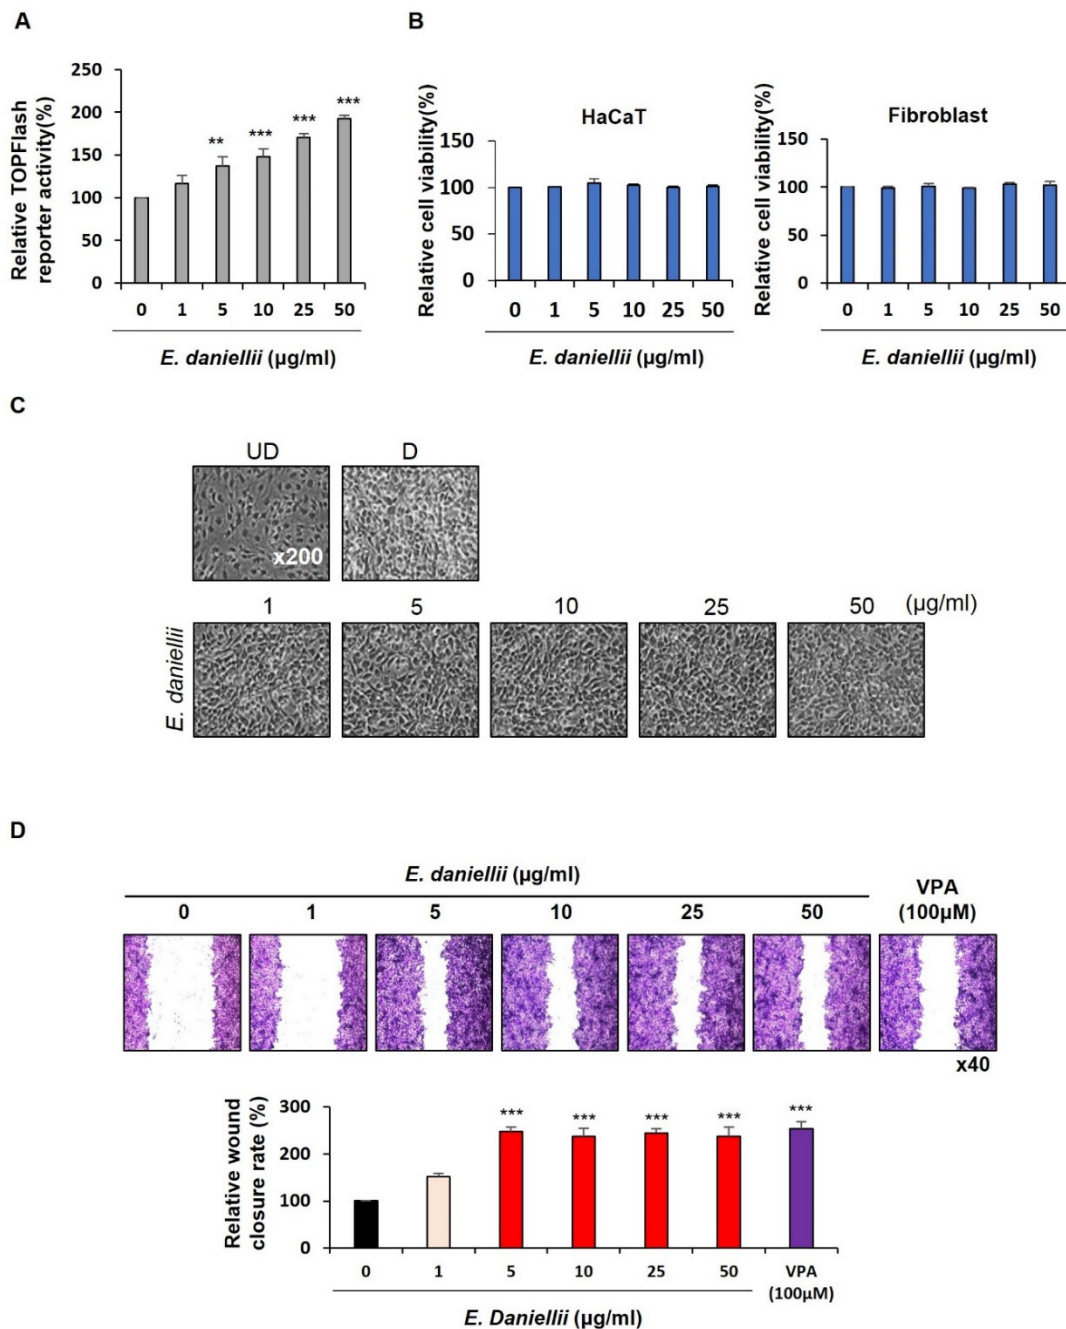 A
Relative TOPFlash
reporter activity(%)
250
200
150
100
50
0
**
***
***
***
0 1 5 10 25 50
E. daniellii (µg/ml)
B
HaCaT
Relative cell viability(%)
150
100
50
0
0 1 5 10 25 50
E. daniellii (µg/ml)
Fibroblast
Relative cell viability(%)
150
100
50
0
0 1 5 10 25 50
E. daniellii (µg/ml)
C
UD D
x200
1 5 10 25 50 (µg/ml)
E. daniellii
D
E. daniellii (µg/ml)
0 1 5 10 25 50
VPA
(100µM)
x40
Relative wound
closure rate (%)
300
200
100
0
*** *** *** *** ***
0 1 5 10 25 50 VPA
(100µM)
E. Daniellii (µg/ml)